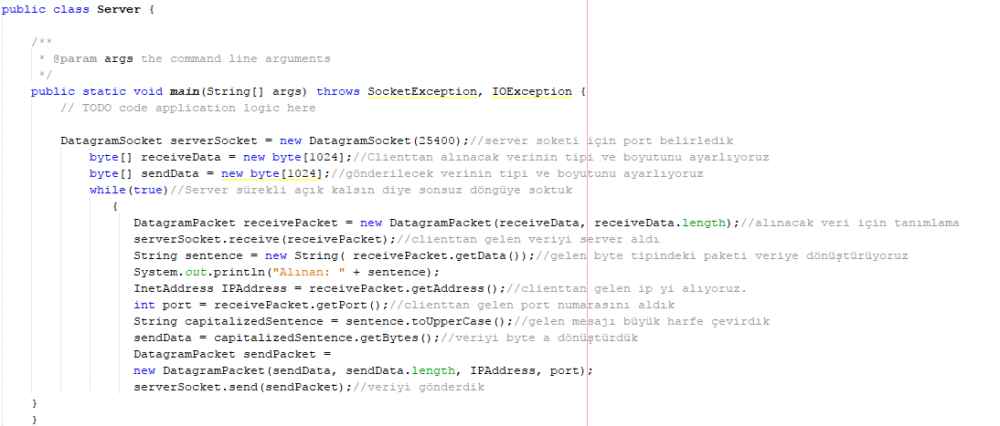 public class Server {
/**
* @param args the command line arguments
*/
public static void main(String[] args) throws SocketException, IOException {
// TODO code application logic here
DatagramSocket serverSocket = new DatagramSocket(25400);//server soketi için port belirledik
byte[] receiveData = new byte[1024];//Clienttan alınacak verinin tipi ve boyutunu ayarlıyoruz
byte[] sendData = new byte[1024];//gönderilecek verinin tipi ve boyutunu ayarlıyoruz
while(true)//Server sürekli açık kalsın diye sonsuz döngüye soktuk
{
DatagramPacket receivePacket = new DatagramPacket(receiveData, receiveData.length);//alınacak veri için tanımlama
serverSocket.receive(receivePacket);//clienttan gelen veriyi server aldı
String sentence = new String( receivePacket.getData());//gelen byte tipindeki paketi veriye dönüştürüyoruz
System.out.println("Alınan: " + sentence);
InetAddress IPAddress = receivePacket.getAddress();//clienttan gelen ip yi alıyoruz.
int port = receivePacket.getPort();//clienttan gelen port numarasını aldık
String capitalizedSentence = sentence.toUpperCase();//gelen mesajı büyük harfe çevirdik
sendData = capitalizedSentence.getBytes();//veriyi byte a dönüştürdük
DatagramPacket sendPacket =
new DatagramPacket(sendData, sendData.length, IPAddress, port);
serverSocket.send(sendPacket);//veriyi gönderdik
}
}